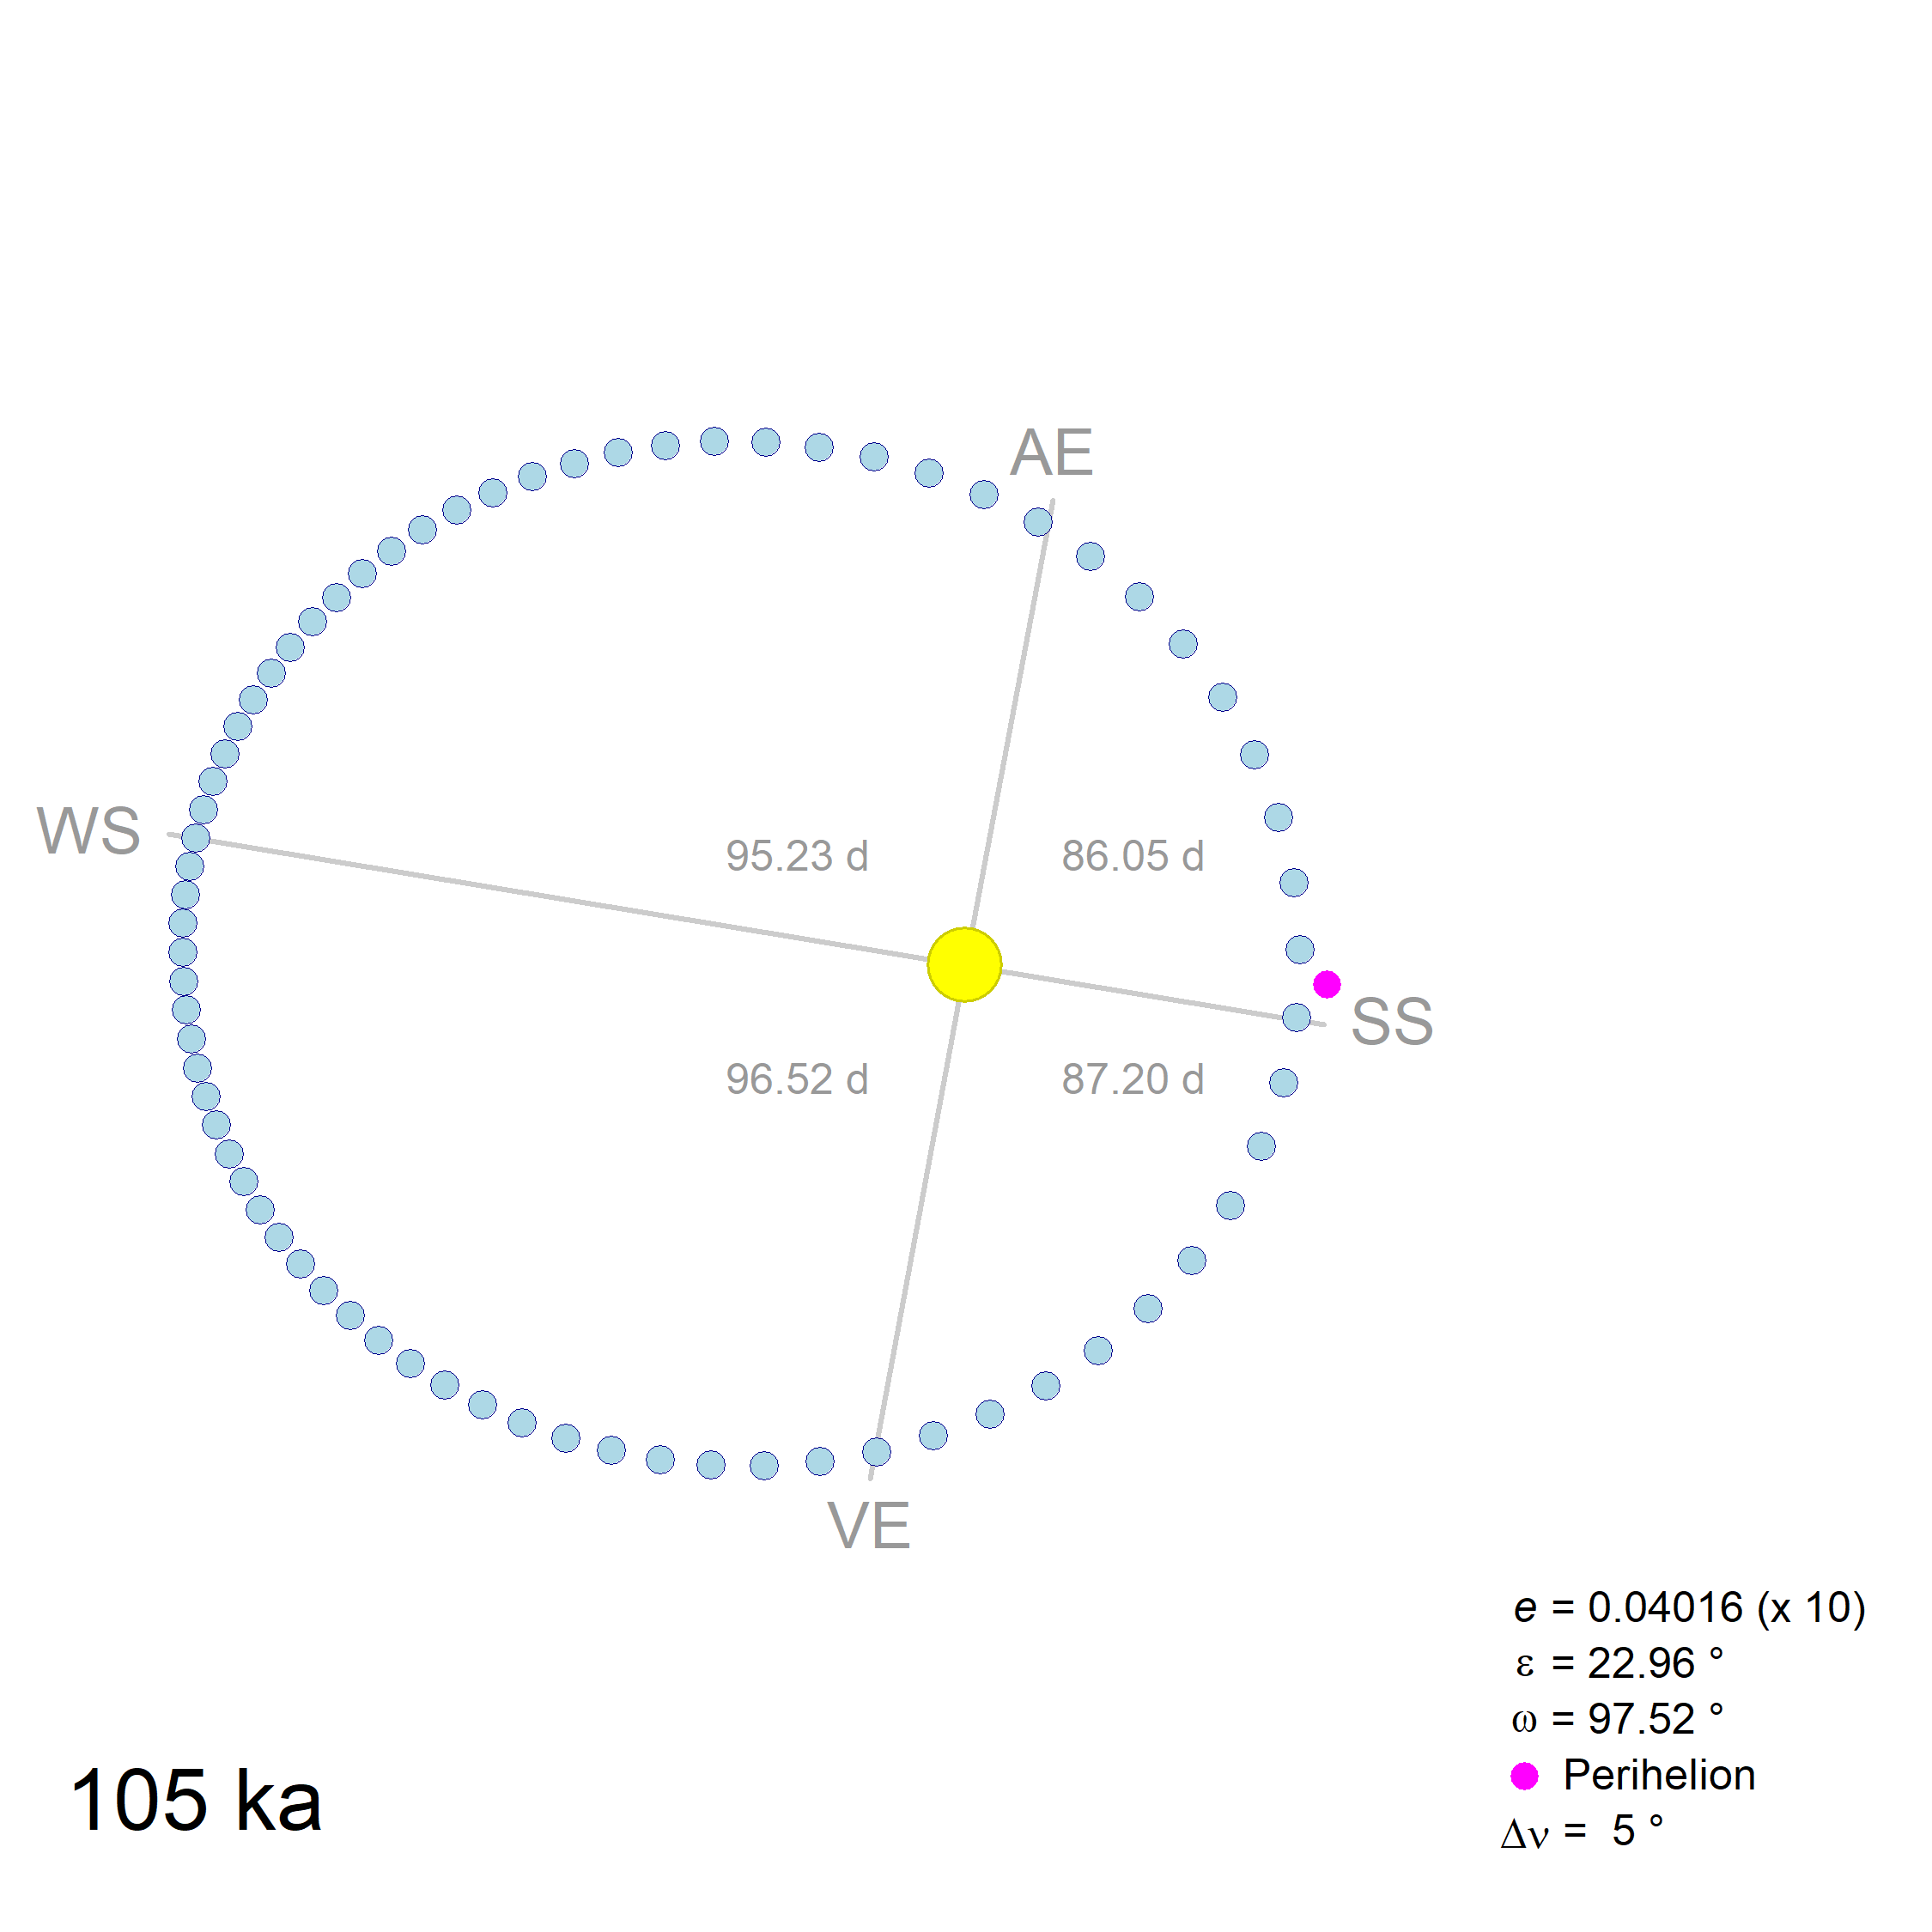 AE
WS
95.23 d
86.05 d
SS
96.52 d
87.20 d
VE
e = 0.04016 (x 10)
ε = 22.96 °
ω = 97.52 °
Perihelion
Δν = 5 °
105 ka